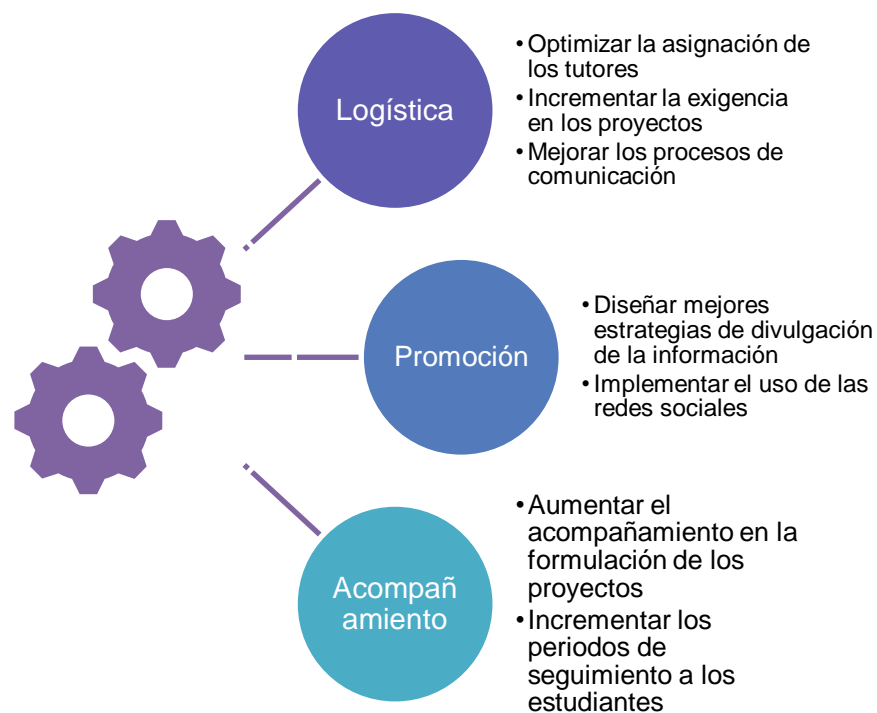 Logística
• Optimizar la asignación de
los tutores
• Incrementar la exigencia
en los proyectos
• Mejorar los procesos de
comunicación
Promoción
• Diseñar mejores
estrategias de divulgación
de la información
• Implementar el uso de las
redes sociales
Acompañ
amiento
• Aumentar el
acompañamiento en la
formulación de los
proyectos
• Incrementar los
periodos de
seguimiento a los
estudiantes